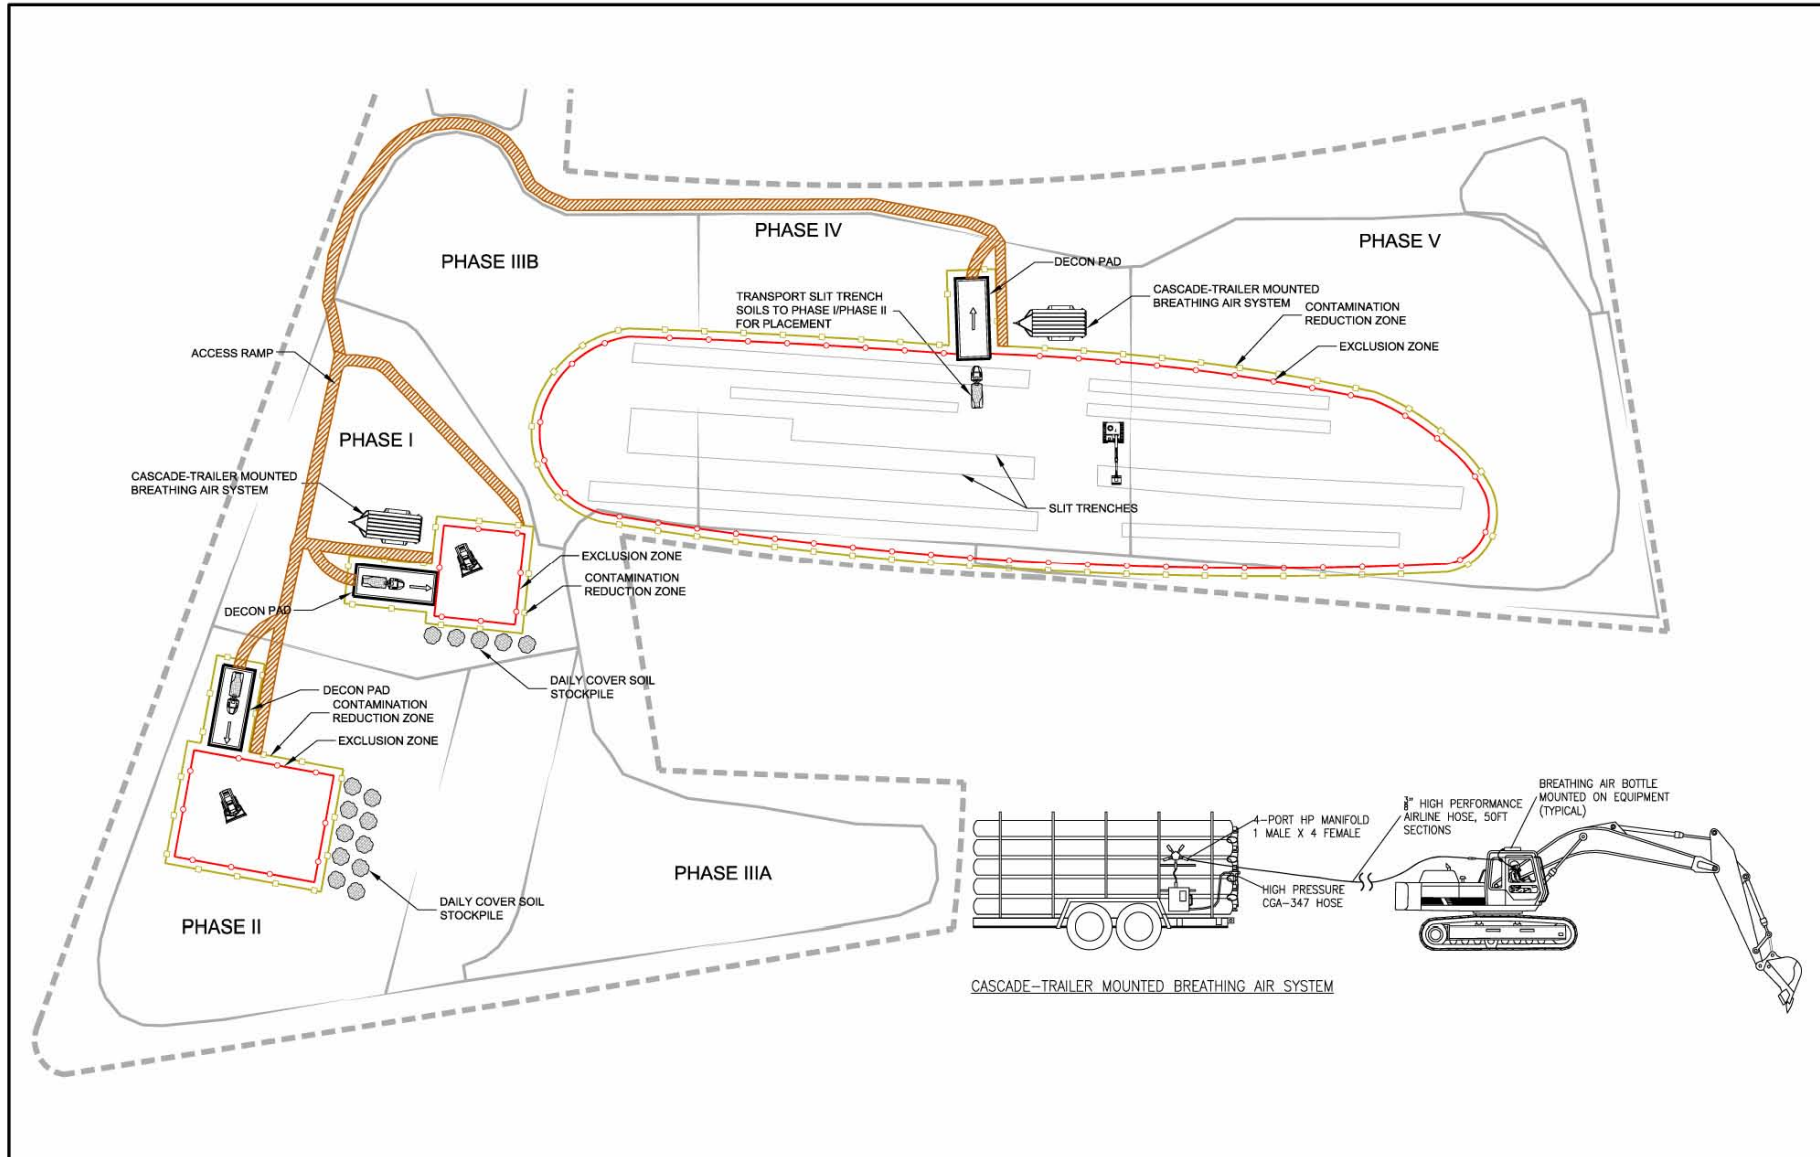 PHASE IV
PHASE V
PHASE IIIB
DECON PAD
CASCADE-TRAILER MOUNTED
BREATHING AIR SYSTEM
TRANSPORT SLIT TRENCH
SOILS TO PHASE I/PHASE II
FOR PLACEMENT
CONTAMINATION
REDUCTION ZONE
EXCLUSION ZONE
ACCESS RAMP
PHASE I
CASCADE-TRAILER MOUNTED
BREATHING AIR SYSTEM
SLIT TRENCHES
EXCLUSION ZONE
CONTAMINATION
REDUCTION ZONE
DECON PAD
DAILY COVER SOIL
STOCKPILE
DECON PAD
CONTAMINATION
REDUCTION ZONE
EXCLUSION ZONE
DAILY COVER SOIL
STOCKPILE
PHASE II
PHASE IIIA
4-PORT HP MANIFOLD
1 MALE X 4 FEMALE
HIGH PRESSURE
CGA-347 HOSE
HIGH PERFORMANCE
AIRLINE HOSE, 50FT
SECTIONS
BREATHING AIR BOTTLE
MOUNTED ON EQUIPMENT
(TYPICAL)
CASCADE-TRAILER MOUNTED BREATHING AIR SYSTEM